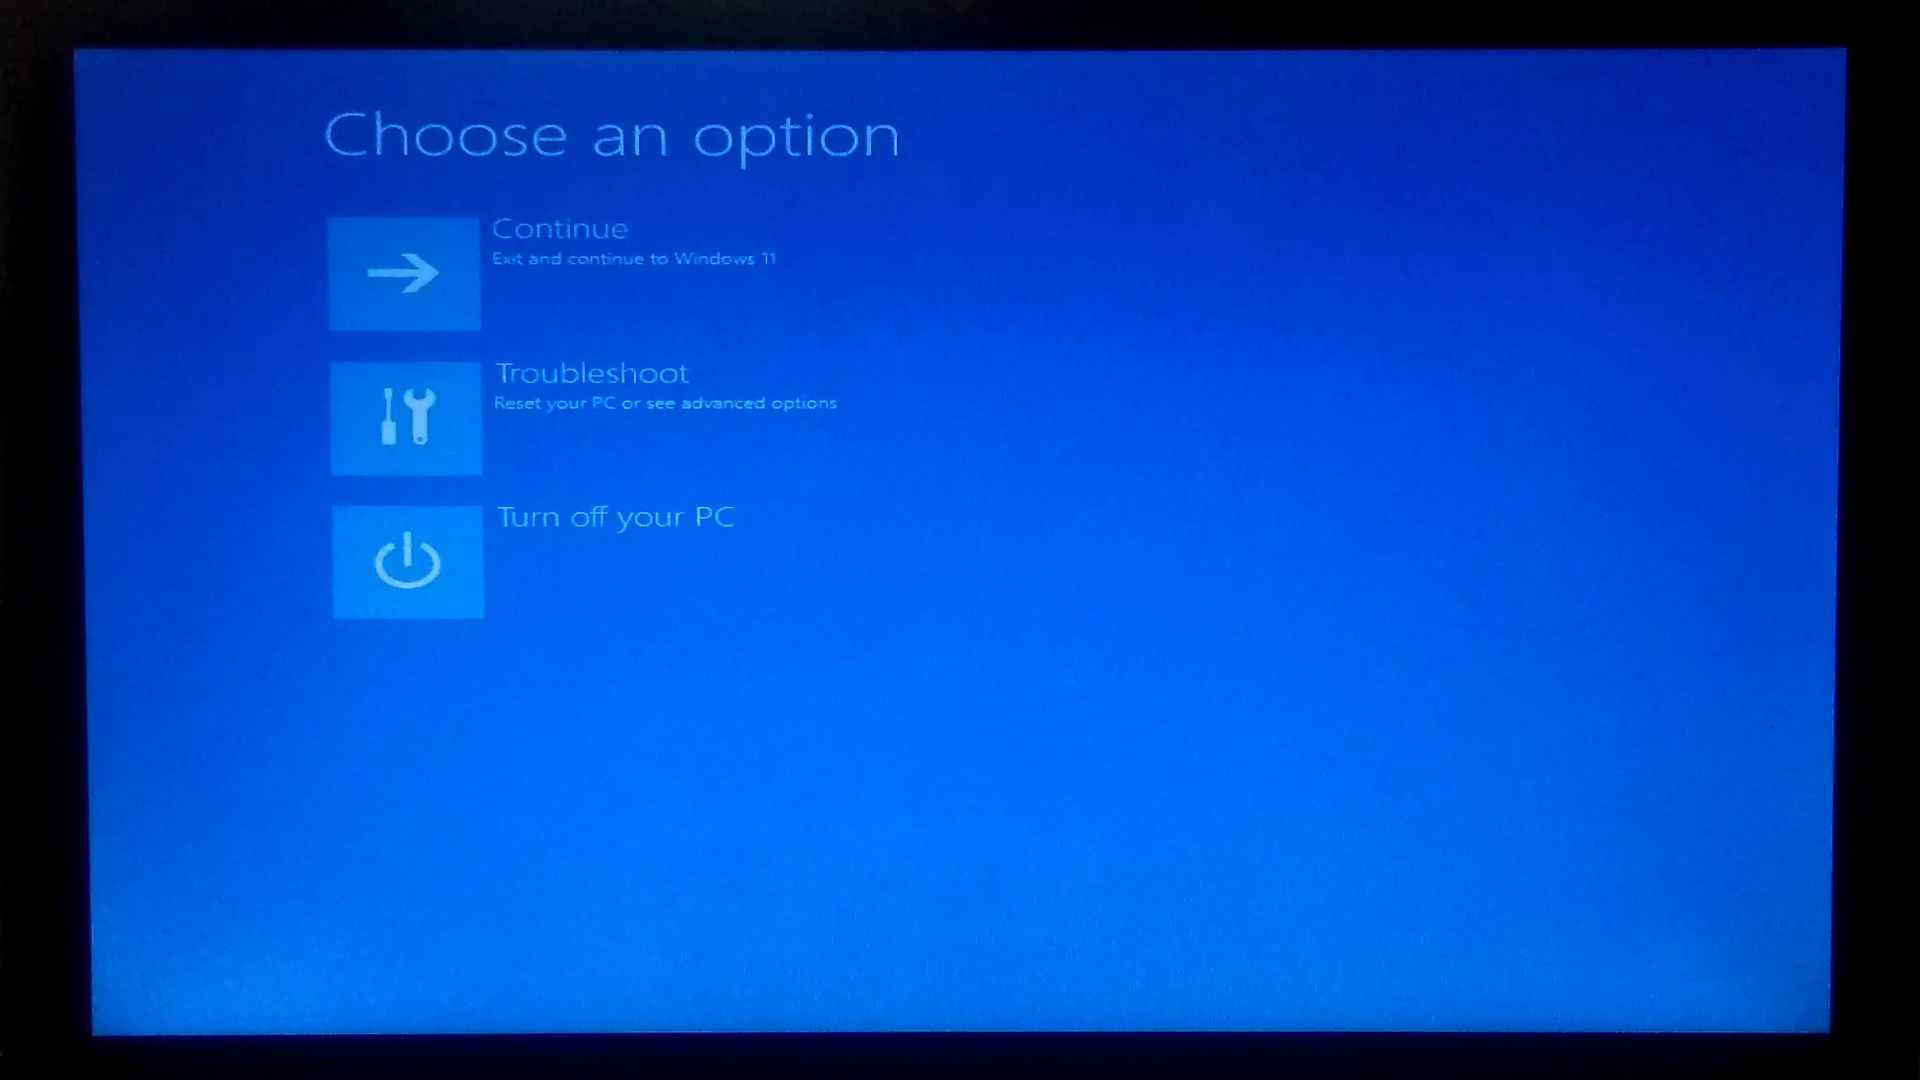 Choose an option
Continue
Exit and continue to Windows 11
Troubleshoot
Reset your PC or see advanced options
Turn off your PC